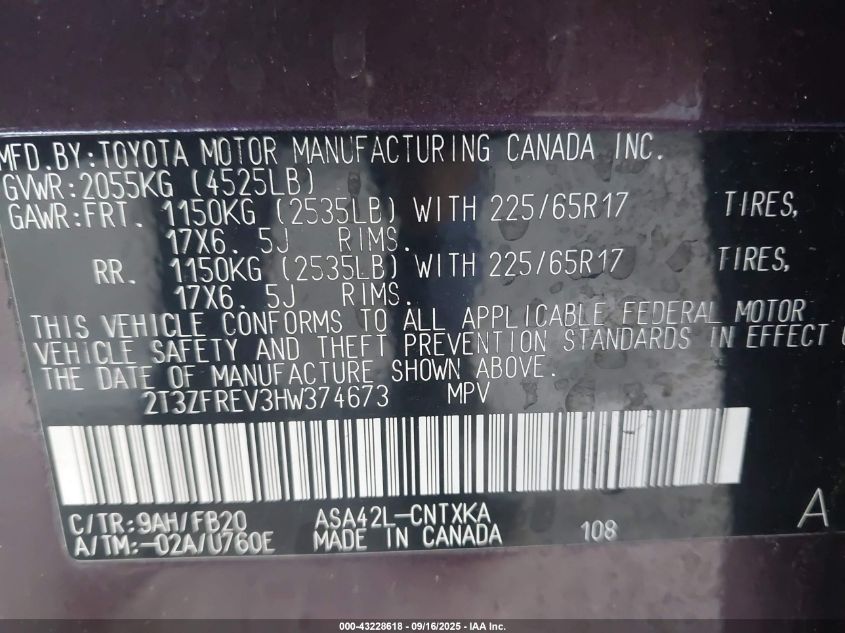 MFD.BY:TOYOTA MOTOR MANUFACTURING CANADA INC.
GVWR:2055KG (4525LB)
GAWR:FRT. 1150KG (2535LB) WITH 225/65R17 TIRES,
17X6.5J RIMS.
RR. 1150KG (2535LB) WITH 225/65R17 TIRES,
17X6.5J RIMS.
THIS VEHICLE CONFORMS TO ALL APPLICABLE FEDERAL MOTOR
VEHICLE SAFETY AND THEFT PREVENTION STANDARDS IN EFFECT
THE DATE OF MANUFACTURE SHOWN ABOVE.
2T3ZFREV3HW374673 MPV
C/TR:9AH/FB20 ASA42L-CNTXKA
A/TM:-02A/U760E MADE IN CANADA 108 A
000-43228618 - 09/16/2025 - IAA Inc.